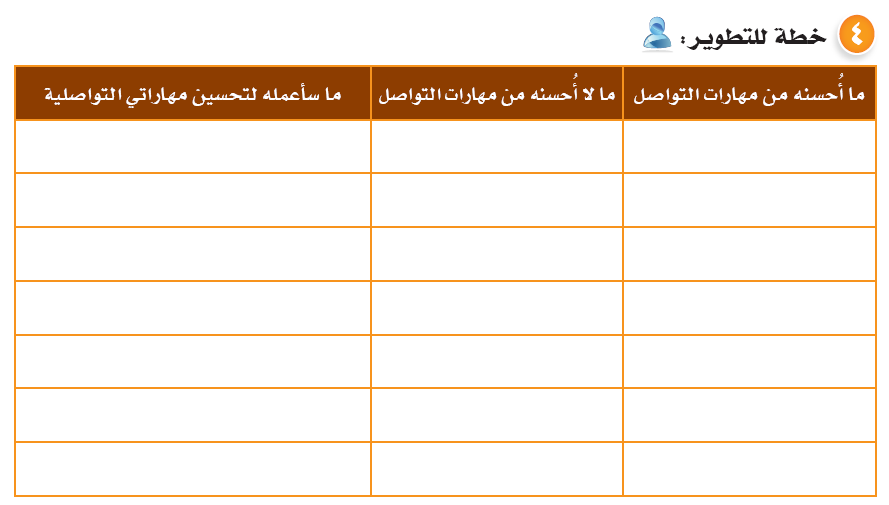 ٤ خطة للتطوير:
ما أُحسنه من مهارات التواصل
ما لا أُحسنه من مهارات التواصل
ما سأعمله لتحسين مهاراتي التواصلية